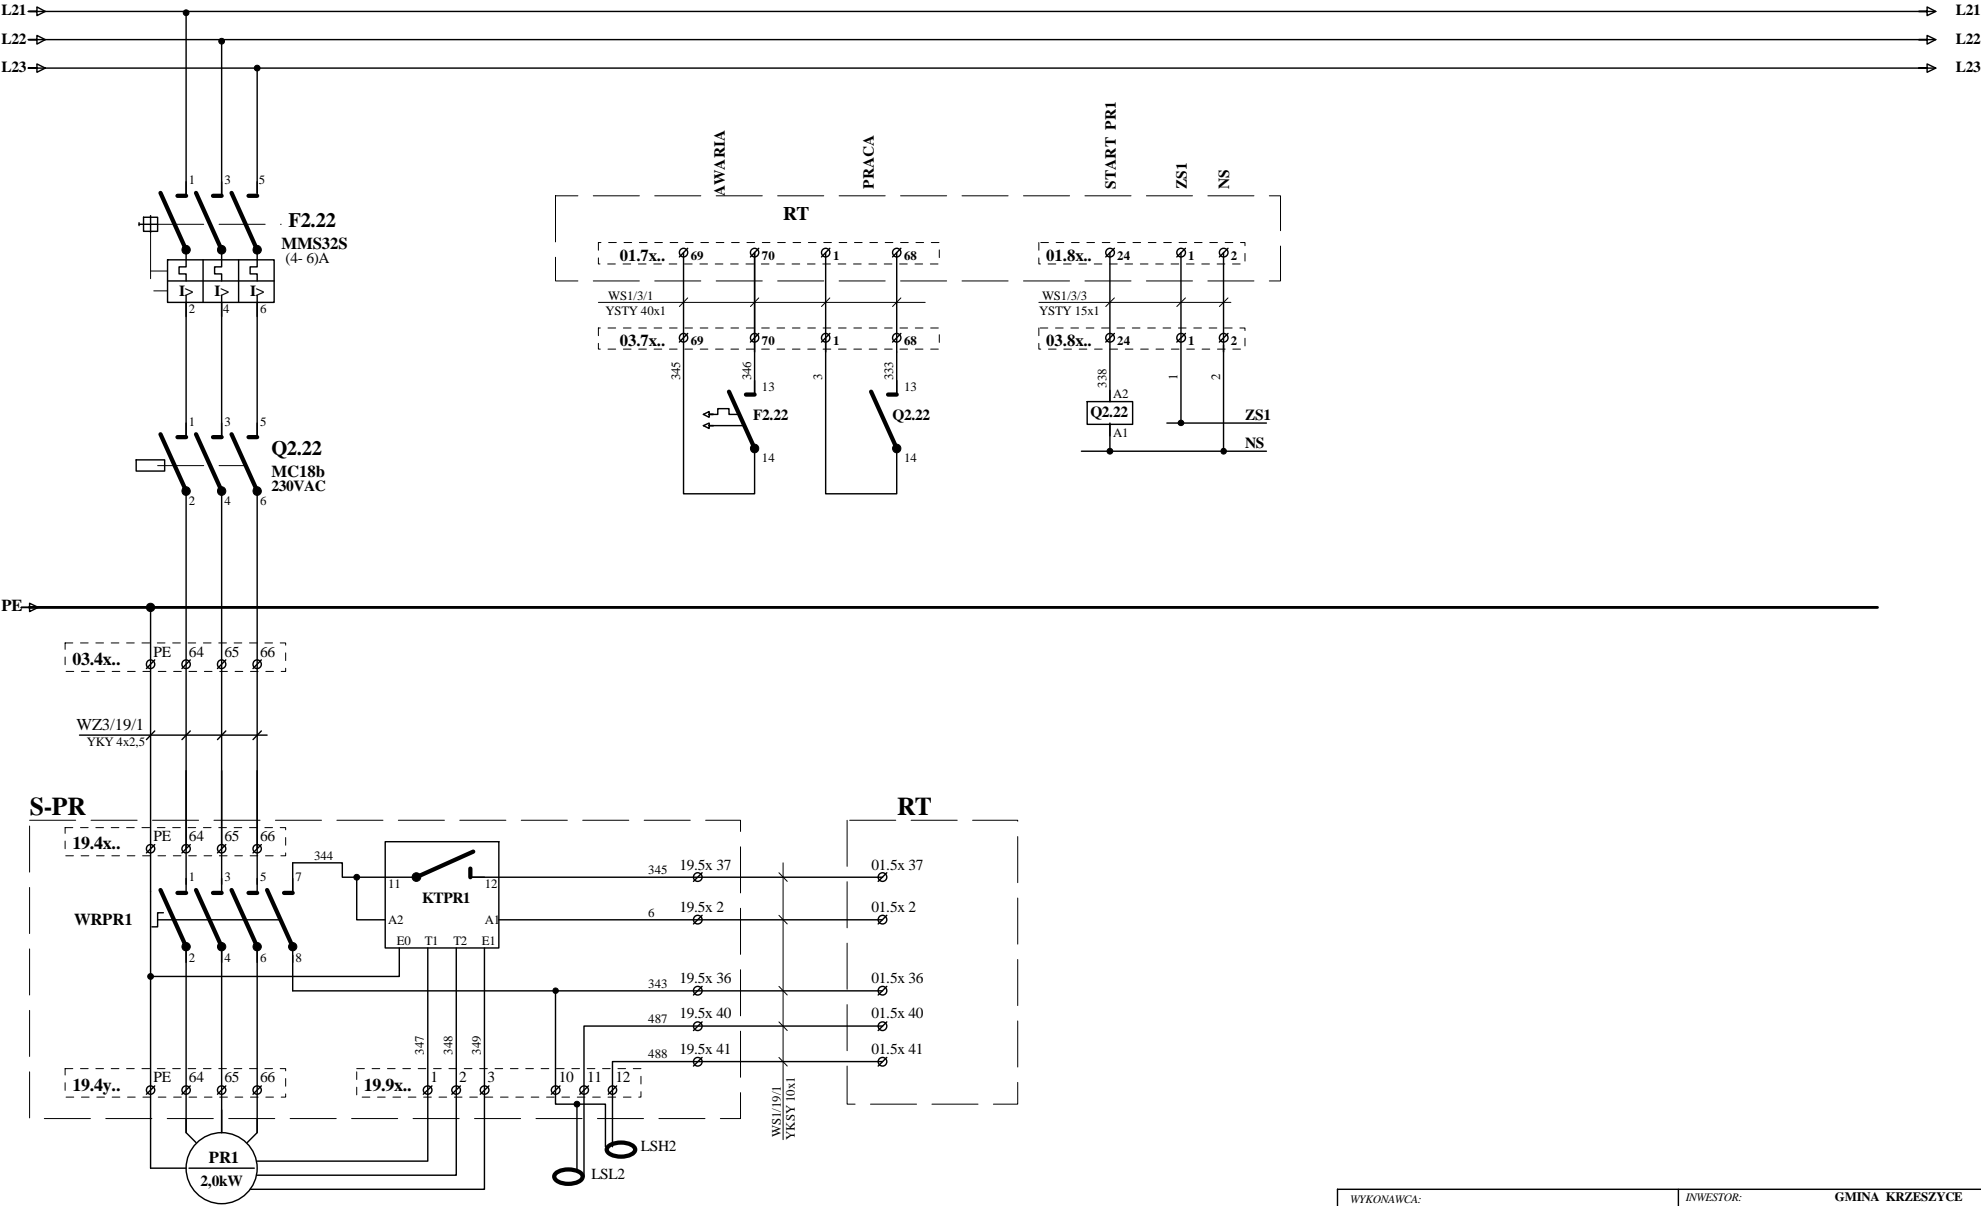 L21 L21
L22 L22
L23 L23
AWARIA
PRACA
START PR1
ZS1
NS
RT
1 3 5
F2.22
MMS32S
(4- 6)A
I> I> I>
2 4 6
01.7x.. 69 70 1 68
01.8x.. 24 1 2
WS1/3/1
YSTY 40x1
WS1/3/3
YSTY 15x1
03.7x.. 69 70 1 68
03.8x.. 24 1 2
345 346 3 333 338 1 2
13
F2.22
14
13
Q2.22
14
A2
Q2.22
A1
ZS1
NS
1 3 5
Q2.22
MC18b
230VAC
2 4 6
PE
03.4x.. PE 64 65 66
WZ3/19/1
YKY 4x2,5
S-PR
RT
19.4x.. PE 64 65 66
344
1 3 5 7
WRPR1
2 4 6 8
11 12
KTPR1
A2 A1
E0 T1 T2 E1
345 19.5x 37 01.5x 37
6 19.5x 2 01.5x 2
343 19.5x 36 01.5x 36
487 19.5x 40 01.5x 40
488 19.5x 41 01.5x 41
347 348 349
19.4y.. PE 64 65 66
19.9x.. 1 2 3 10 11 12
WS1/19/1
YKSY 10x1
LSH2
LSL2
PR1
2,0kW
WYKONAWCA: INWESTOR: GMINA KRZESZYCE